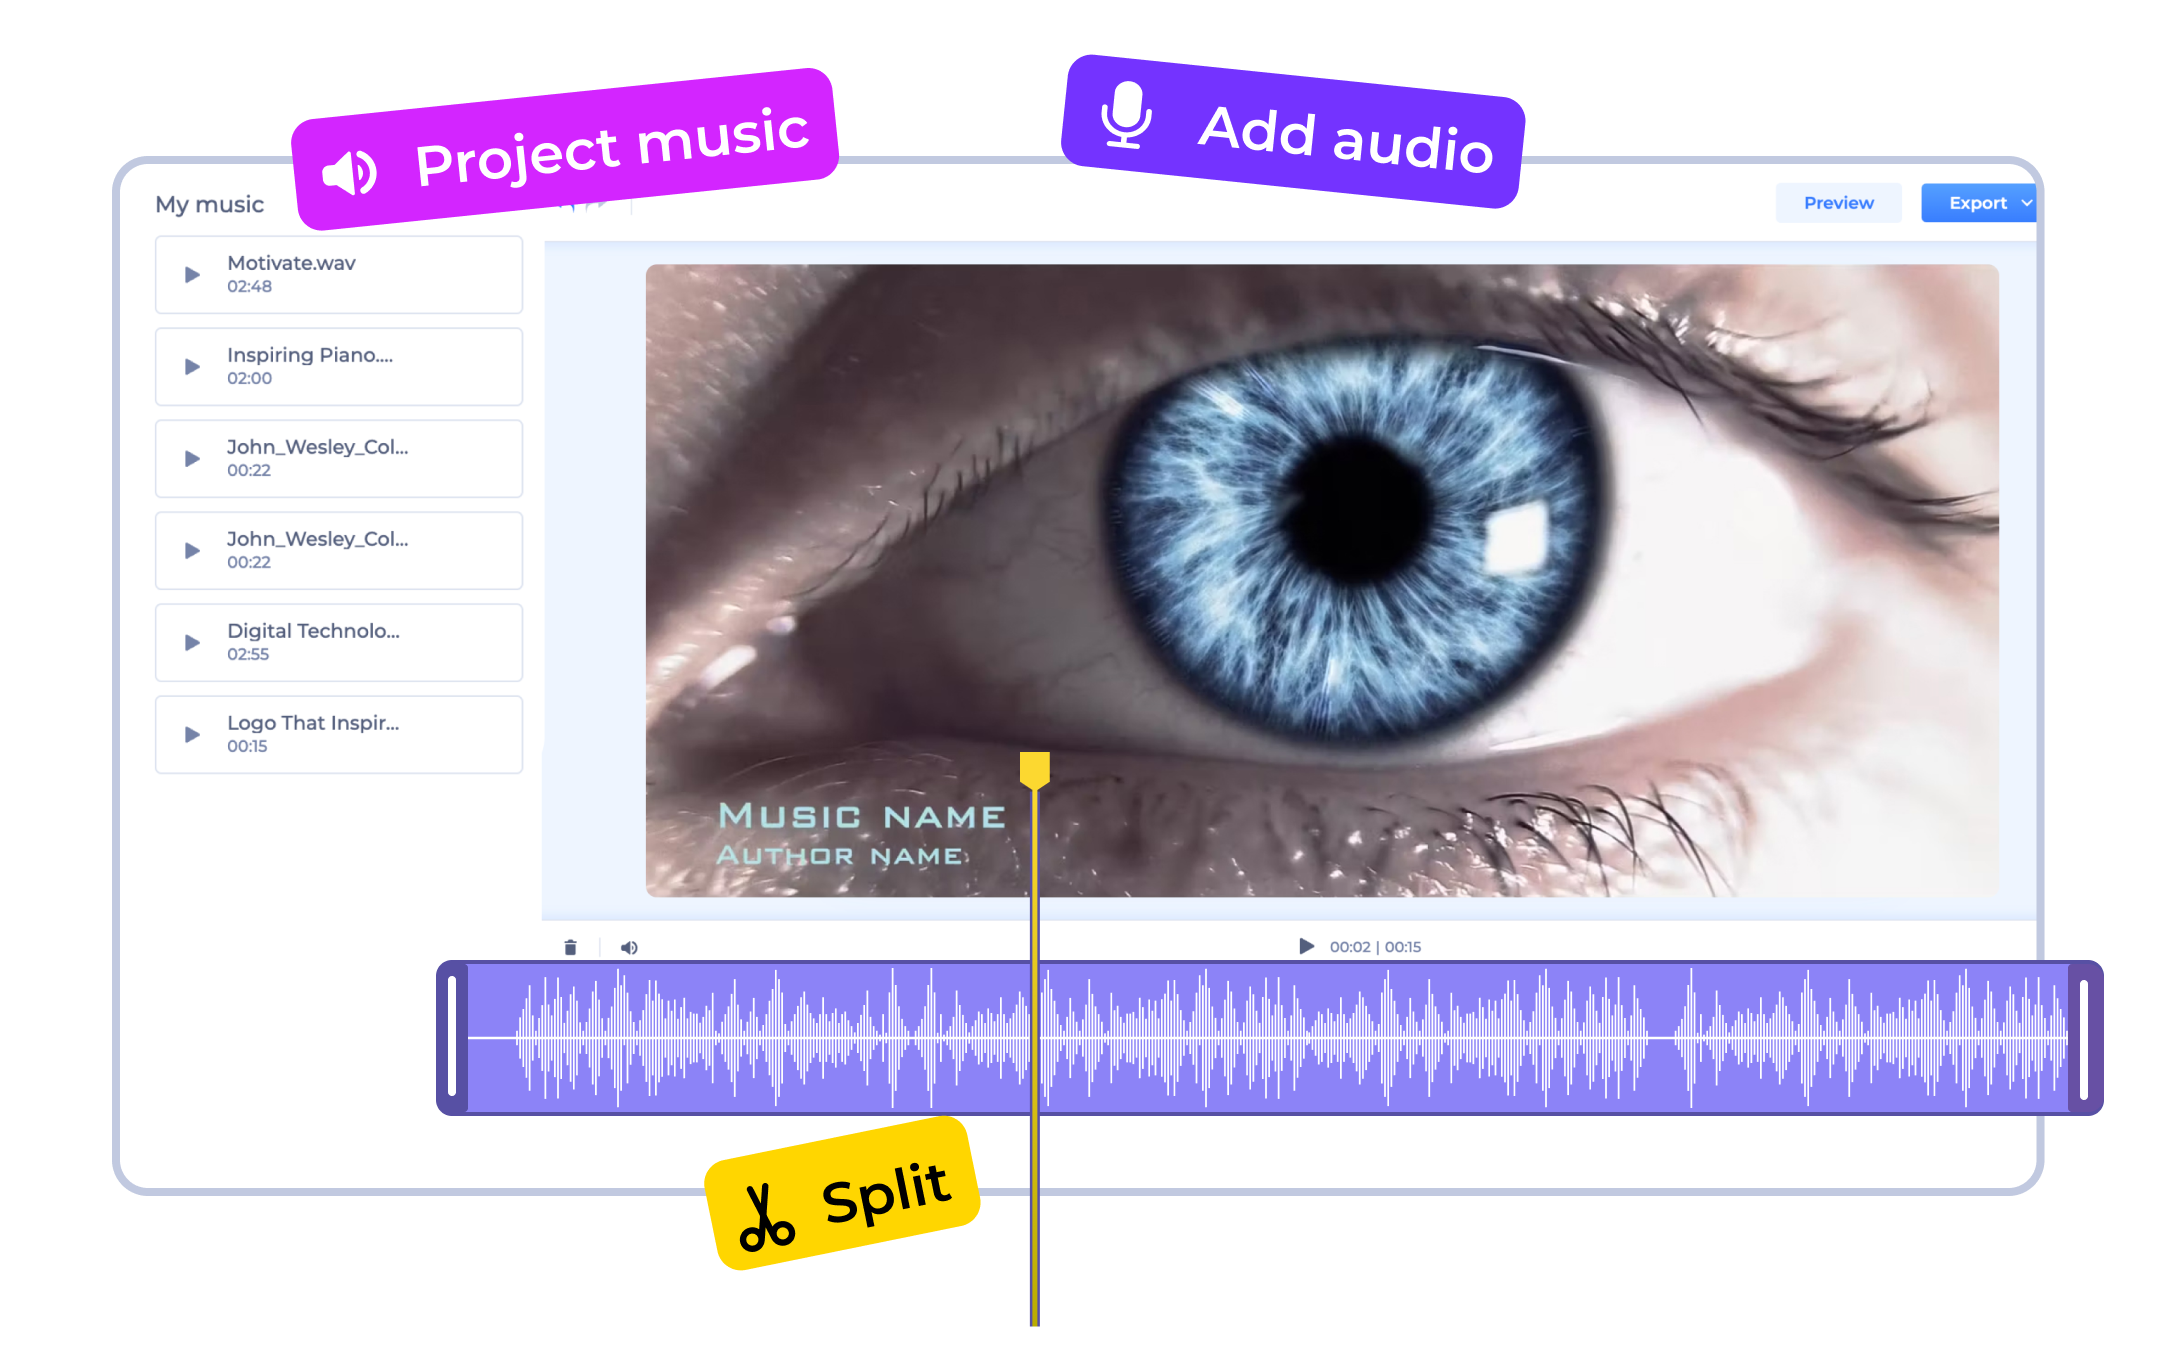 Project music
Add audio
My music
Preview
Export
Motivate.wav
02:48
Inspiring Piano....
02:00
John_Wesley_Col...
00:22
John_Wesley_Col...
00:22
Digital Technolo...
02:55
Logo That Inspir...
00:15
MUSIC NAME
AUTHOR NAME
00:02 | 00:15
Split